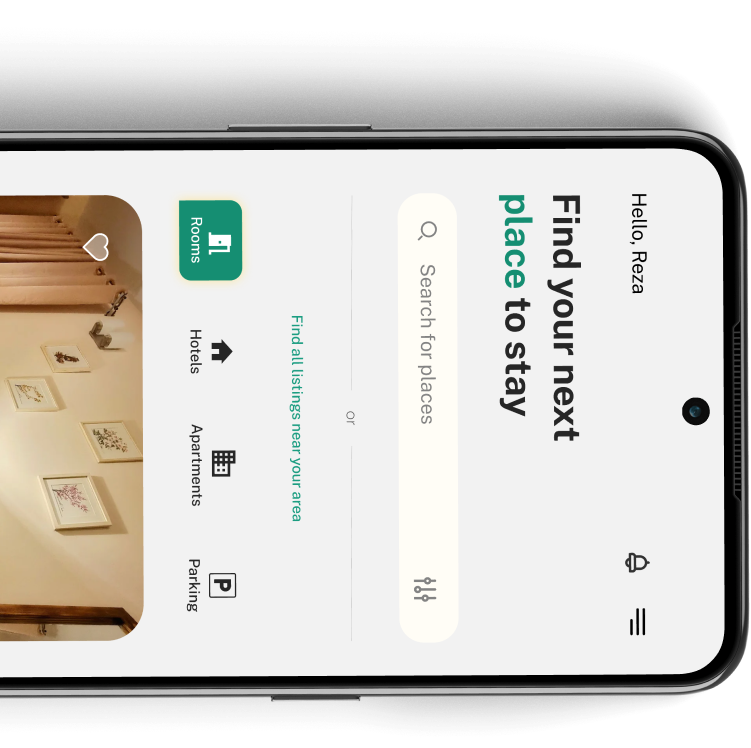 Hello, Reza
Find your next
place to stay
Search for places
or
Find all listings near your area
Rooms
Hotels
Apartments
P
Parking